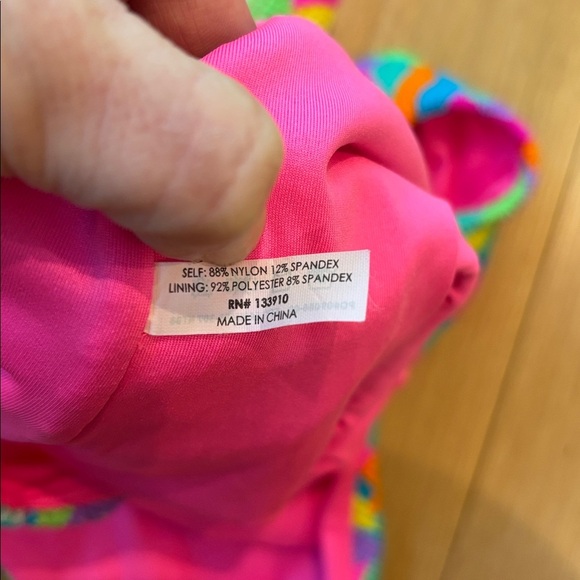 SELF: 88% NYLON 12% SPANDEX
LINING: 92% POLYESTER 8% SPANDEX
RN# 133910
MADE IN CHINA